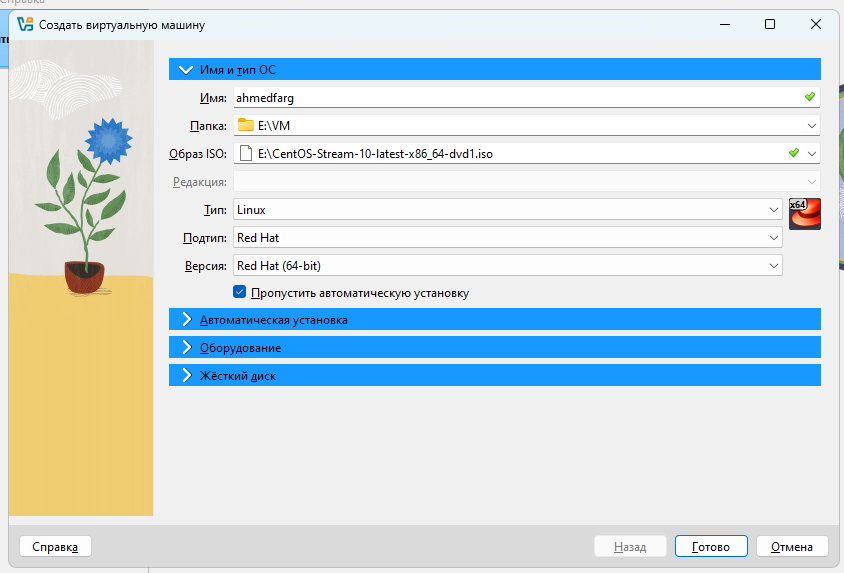 Справка
Создать виртуальную машину
Имя и тип ОС
Имя: ahmedfarg
Папка: E:\VM
Образ ISO: E:\CentOS-Stream-10-latest-x86_64-dvd1.iso
Редакция:
Тип: Linux
x64
Подтип: Red Hat
Версия: Red Hat (64-bit)
Пропустить автоматическую установку
Автоматическая установка
Оборудование
Жёсткий диск
Справка Назад Готово Отмена